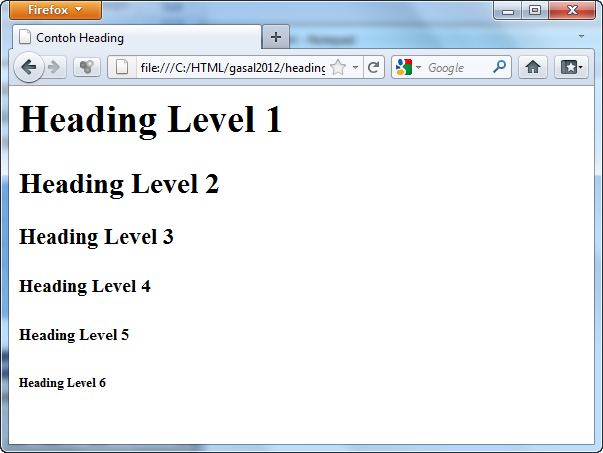 Firefox
Contoh Heading
file:///C:/HTML/gasal2012/heading
Google
Heading Level 1
Heading Level 2
Heading Level 3
Heading Level 4
Heading Level 5
Heading Level 6